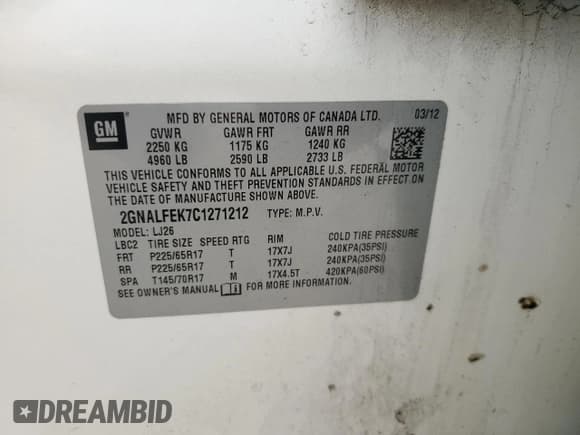 GM
MFD BY GENERAL MOTORS OF CANADA LTD. 03/12
GVWR GAWR FRT GAWR RR
2250 KG 1175 KG 1240 KG
4960 LB 2590 LB 2733 LB
THIS VEHICLE CONFORMS TO ALL APPLICABLE U.S. FEDERAL MOTOR
VEHICLE SAFETY AND THEFT PREVENTION STANDARDS IN EFFECT ON
THE DATE OF MANUFACTURE SHOWN ABOVE.
2GNALFEK7C1271212 TYPE: M.P.V.
MODEL: LJ26
LBC2 TIRE SIZE SPEED RTG RIM COLD TIRE PRESSURE
FRT P225/65R17 T 17X7J 240KPA(35PSI)
RR P225/65R17 T 17X7J 240KPA(35PSI)
SPA T145/70R17 M 17X4.5T 420KPA(60PSI)
SEE OWNER'S MANUAL FOR MORE INFORMATION.
DREAMBID